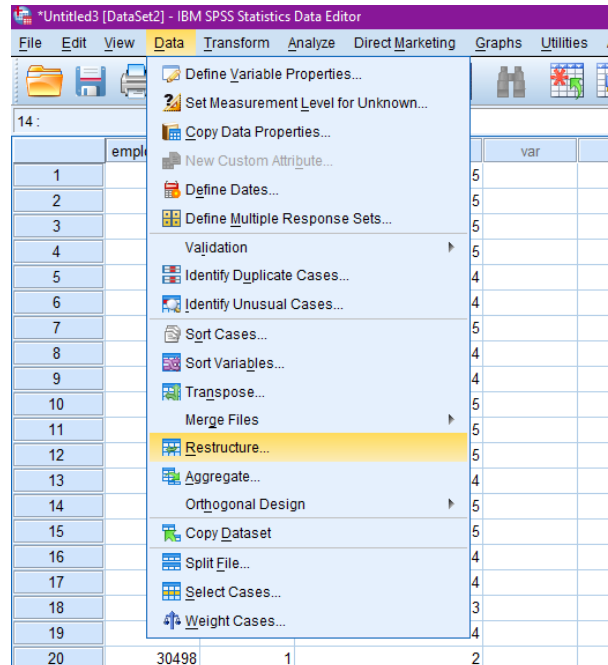 *Untitled3 [DataSet2] - IBM SPSS Statistics Data Editor
File Edit View Data Transform Analyze Direct Marketing Graphs Utilities
14 :
Define Variable Properties...
Set Measurement Level for Unknown...
Copy Data Properties...
emplo var
New Custom Attribute...
1 5
Define Dates...
2 5
Define Multiple Response Sets...
3 5
Validation
4 5
Identify Duplicate Cases...
5 4
Identify Unusual Cases...
6 4
7 5
Sort Cases...
8 4
Sort Variables...
9 4
Transpose...
10 5
Merge Files
11 5
Restructure...
12 5
Aggregate...
13 4
Orthogonal Design
14 5
Copy Dataset
15 5
Split File...
16 4
17 4
Select Cases...
18 3
Weight Cases...
19 4
20 30498 1 2